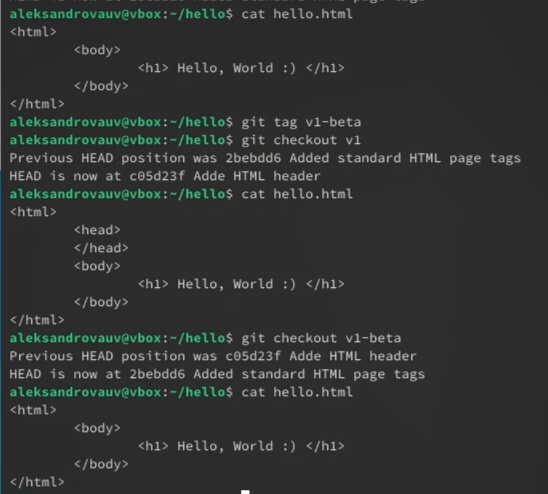 aleksandrovauv@vbox:~/hello$ cat hello.html
<html>
        <body>
                <h1> Hello, World :) </h1>
        </body>
</html>
aleksandrovauv@vbox:~/hello$ git tag v1-beta
aleksandrovauv@vbox:~/hello$ git checkout v1
Previous HEAD position was 2bebdd6 Added standard HTML page tags
HEAD is now at c05d23f Adde HTML header
aleksandrovauv@vbox:~/hello$ cat hello.html
<html>
        <head>
        </head>
        <body>
                <h1> Hello, World :) </h1>
        </body>
</html>
aleksandrovauv@vbox:~/hello$ git checkout v1-beta
Previous HEAD position was c05d23f Adde HTML header
HEAD is now at 2bebdd6 Added standard HTML page tags
aleksandrovauv@vbox:~/hello$ cat hello.html
<html>
        <body>
                <h1> Hello, World :) </h1>
        </body>
</html>